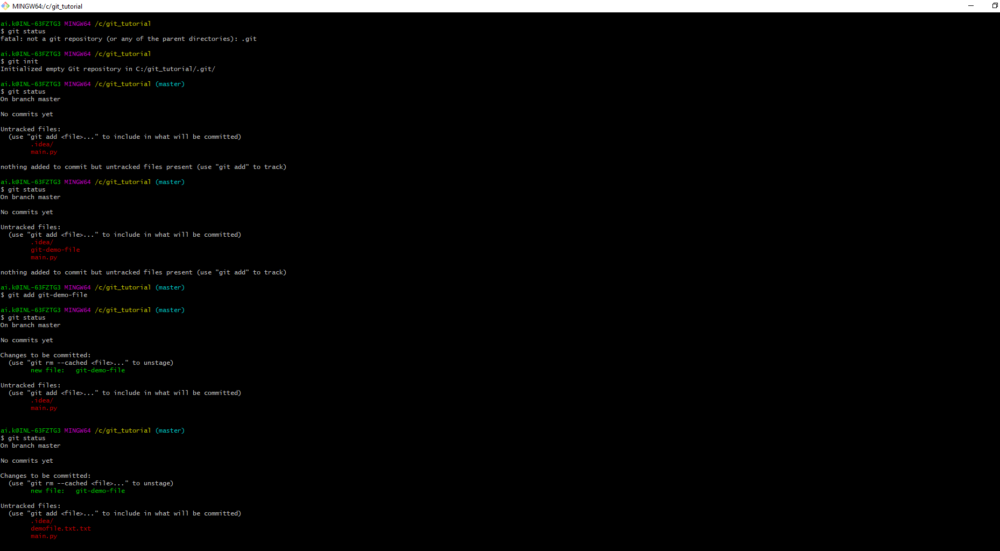 MINGW64:/c/git_tutorial
ai.k@INL-63FZTG3 MINGW64 /c/git_tutorial
$ git status
fatal: not a git repository (or any of the parent directories): .git
ai.k@INL-63FZTG3 MINGW64 /c/git_tutorial
$ git init
Initialized empty Git repository in C:/git_tutorial/.git/
ai.k@INL-63FZTG3 MINGW64 /c/git_tutorial (master)
$ git status
On branch master
No commits yet
Untracked files:
  (use "git add <file>..." to include in what will be committed)
        .idea/
        main.py
nothing added to commit but untracked files present (use "git add" to track)
ai.k@INL-63FZTG3 MINGW64 /c/git_tutorial (master)
$ git status
On branch master
No commits yet
Untracked files:
  (use "git add <file>..." to include in what will be committed)
        .idea/
        git-demo-file
        main.py
nothing added to commit but untracked files present (use "git add" to track)
ai.k@INL-63FZTG3 MINGW64 /c/git_tutorial (master)
$ git add git-demo-file
ai.k@INL-63FZTG3 MINGW64 /c/git_tutorial (master)
$ git status
On branch master
No commits yet
Changes to be committed:
  (use "git rm --cached <file>..." to unstage)
        new file:   git-demo-file
Untracked files:
  (use "git add <file>..." to include in what will be committed)
        .idea/
        main.py
ai.k@INL-63FZTG3 MINGW64 /c/git_tutorial (master)
$ git status
On branch master
No commits yet
Changes to be committed:
  (use "git rm --cached <file>..." to unstage)
        new file:   git-demo-file
Untracked files:
  (use "git add <file>..." to include in what will be committed)
        .idea/
        demofile.txt.txt
        main.py